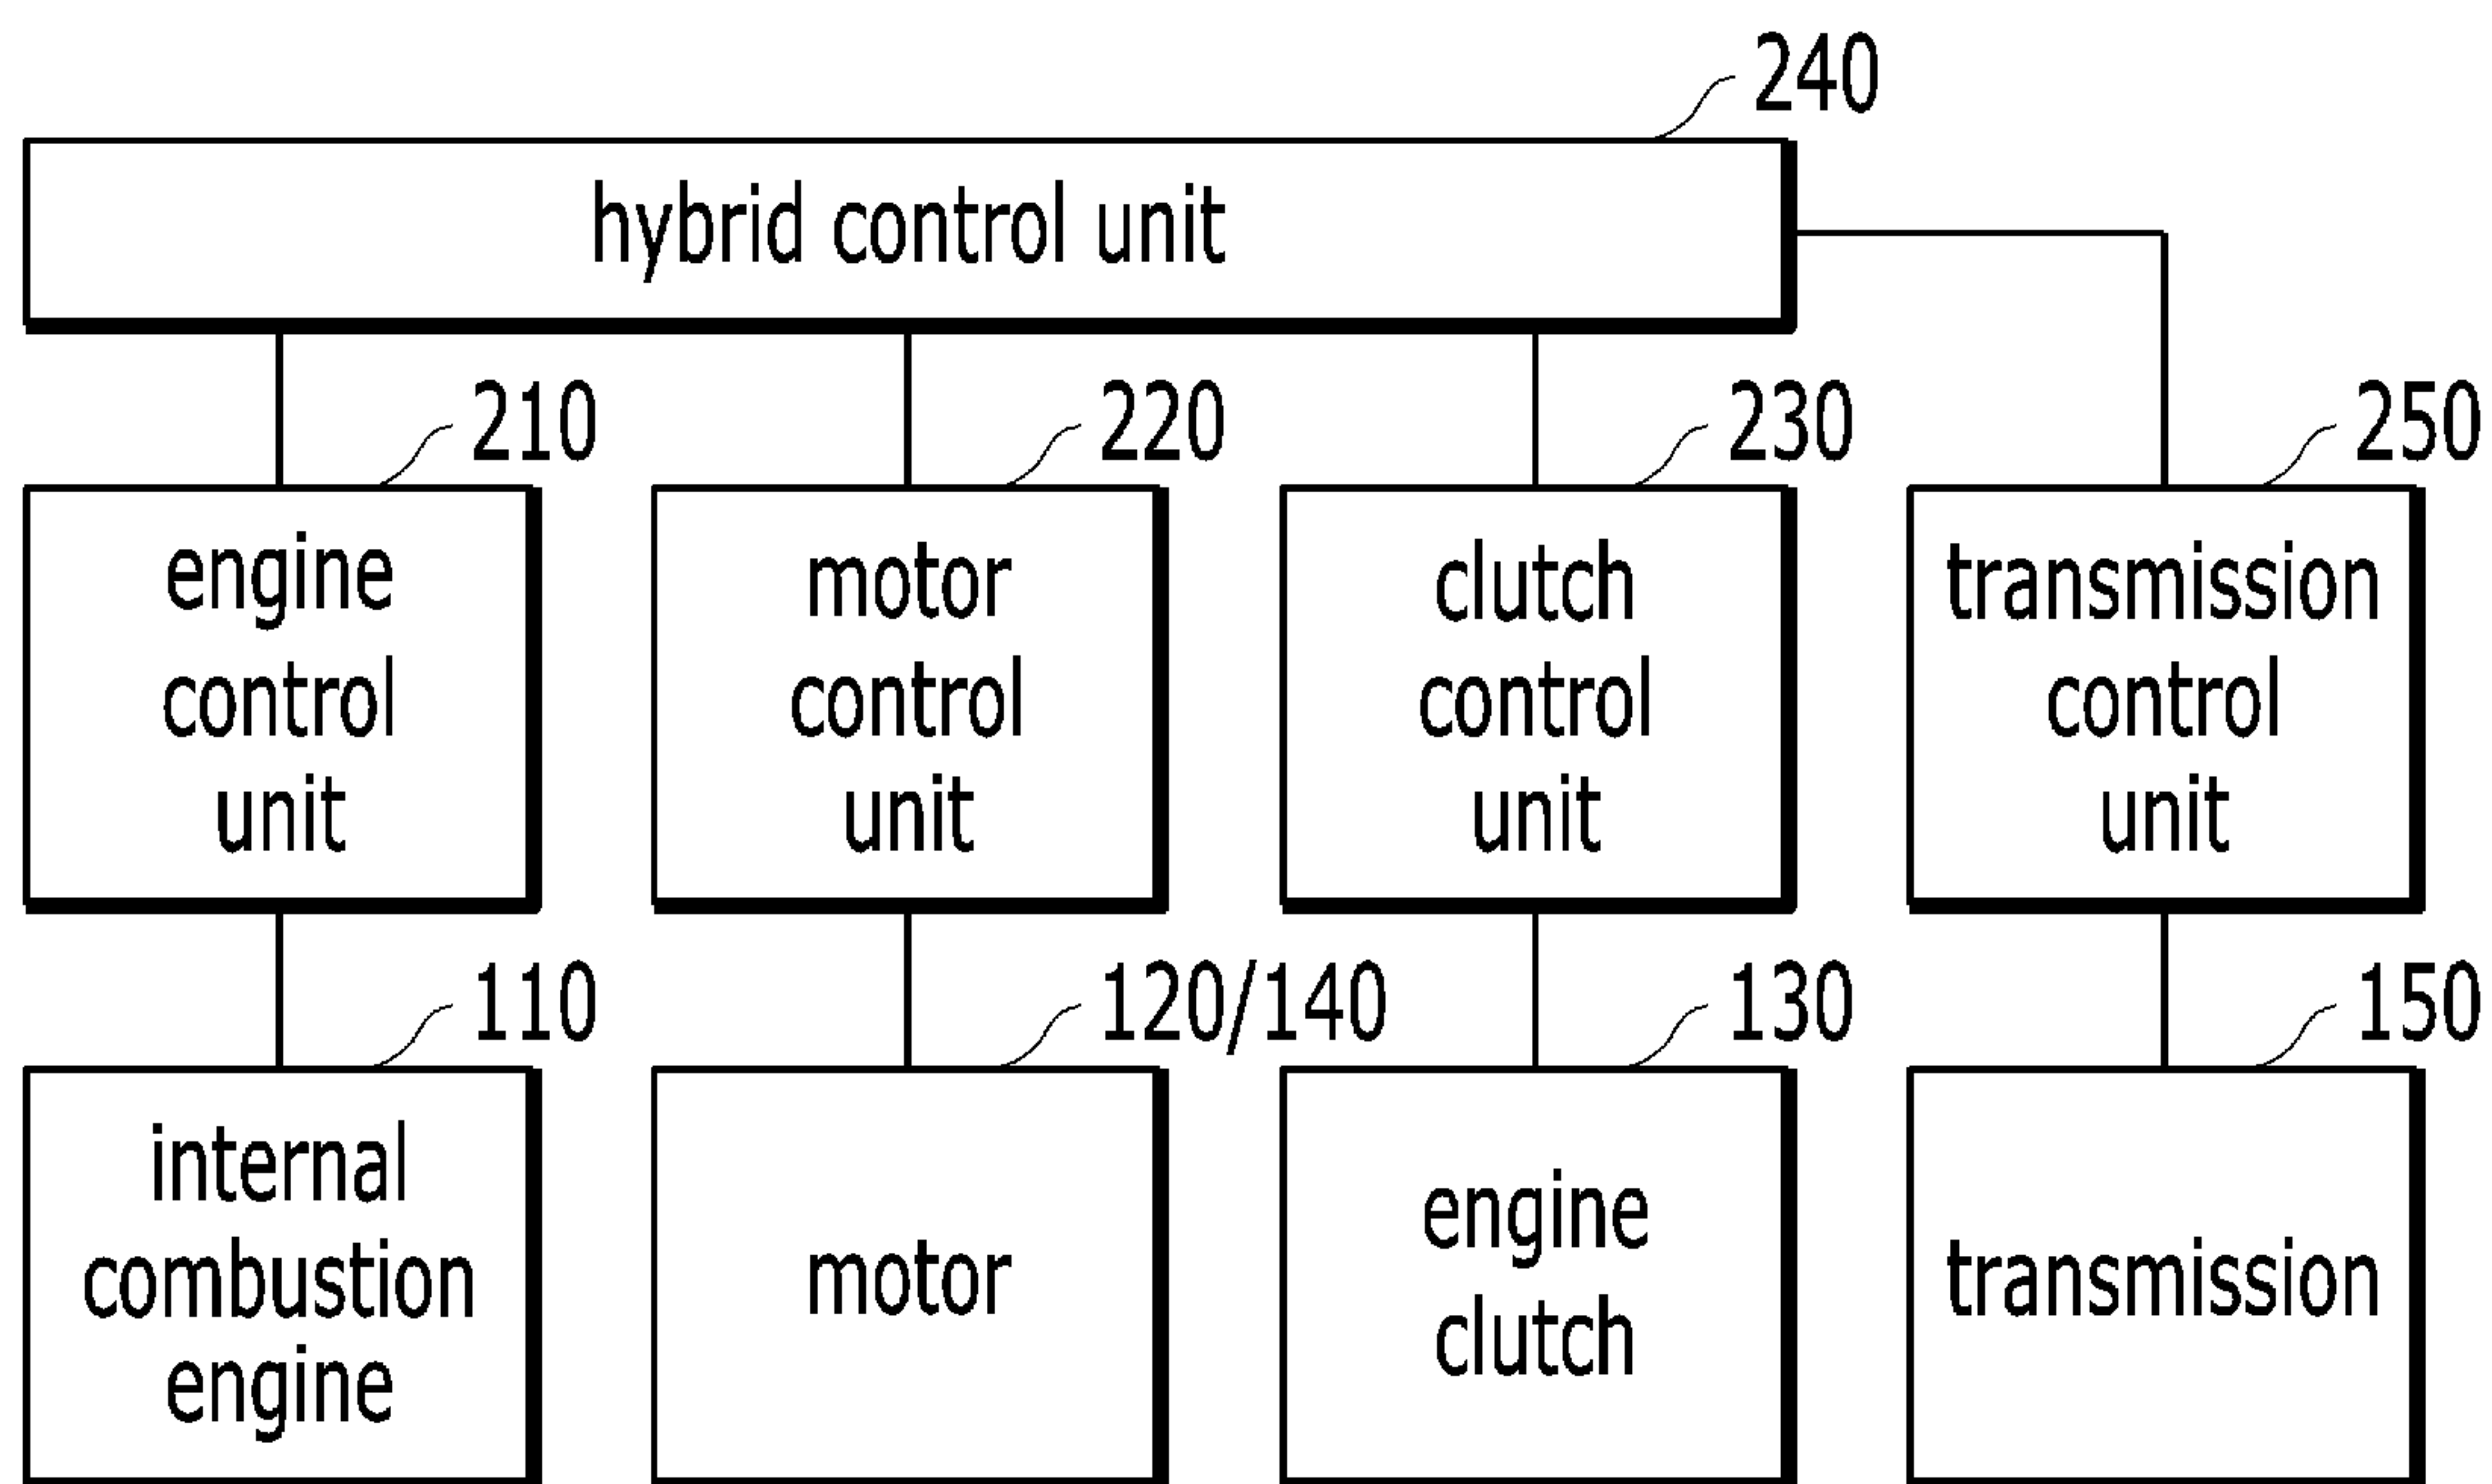 240
hybrid control unit
210
220
230
250
engine
control
unit
motor
control
unit
clutch
control
unit
transmission
control
unit
110
120/140
130
150
internal
combustion
engine
motor
engine
clutch
transmission